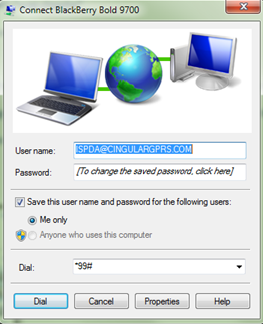 Connect BlackBerry Bold 9700
User name: ISPDA@CINGULARGPRS.COM
Password: [To change the saved password, click here]
Save this user name and password for the following users:
Me only
Anyone who uses this computer
Dial: *99#
Dial Cancel Properties Help